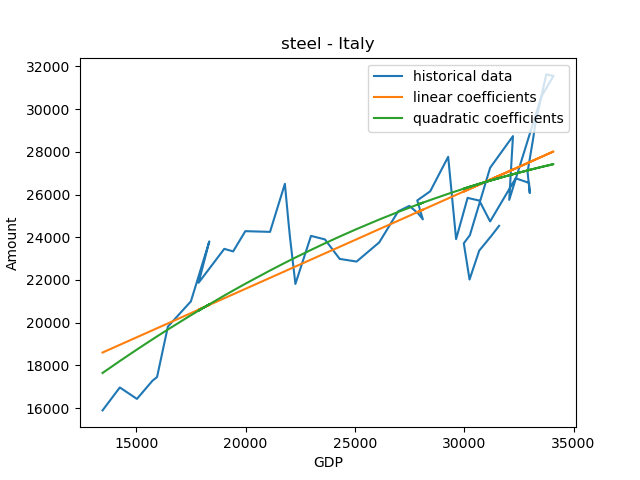 steel - Italy
historical data
linear coefficients
quadratic coefficients
32000
30000
28000
26000
24000
22000
20000
18000
16000
Amount
15000 20000 25000 30000 35000
GDP